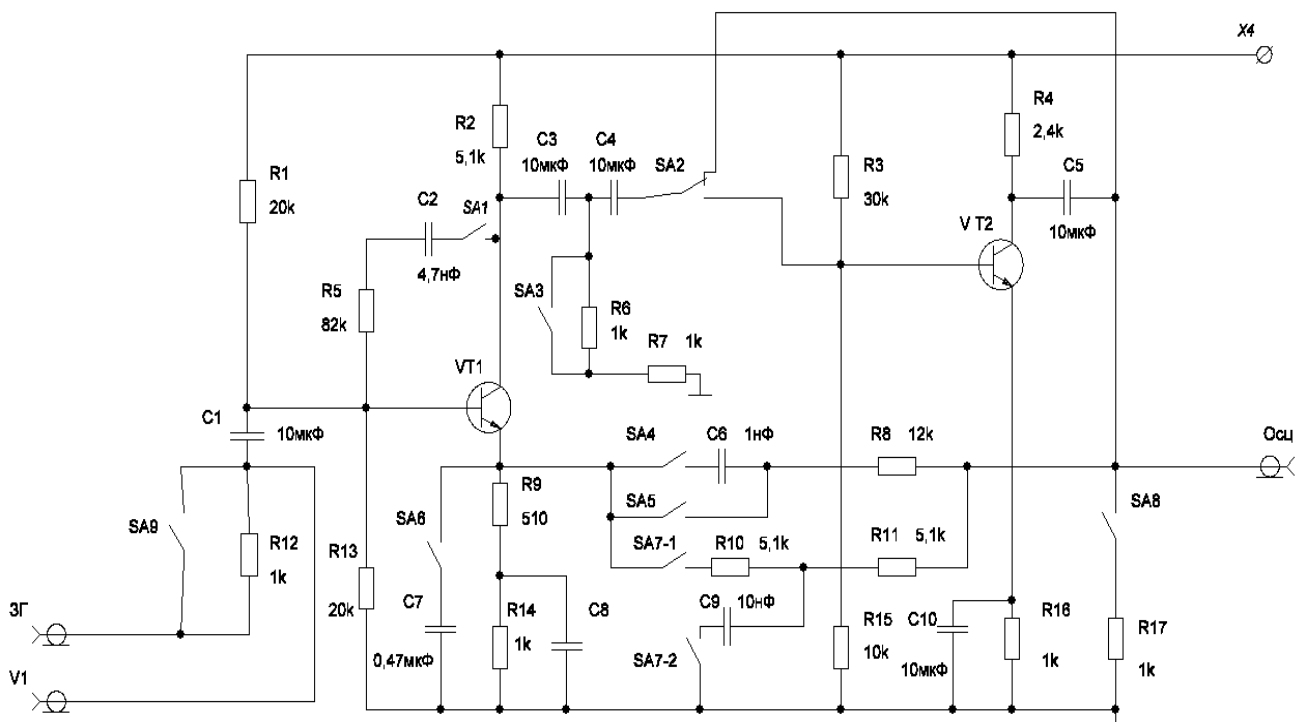 X4
R2
5,1k
C3
10мкФ
C4
10мкФ
SA2
R4
2,4k
R3
30k
C5
10мкФ
R1
20k
C2
4,7нФ
SA1
V T2
R5
82k
SA3
R6
1k
R7 1k
VT1
C1
10мкФ
SA4
C6 1нФ
R8 12k
Осц
SA9
R12
1k
R13
20k
SA6
R9
510
SA5
SA7-1
R10 5,1k
R11 5,1k
SA8
C7
0,47мкФ
R14
1k
C8
C9
10нФ
SA7-2
R15
10k
C10
10мкФ
R16
1k
R17
1k
ЗГ
V1